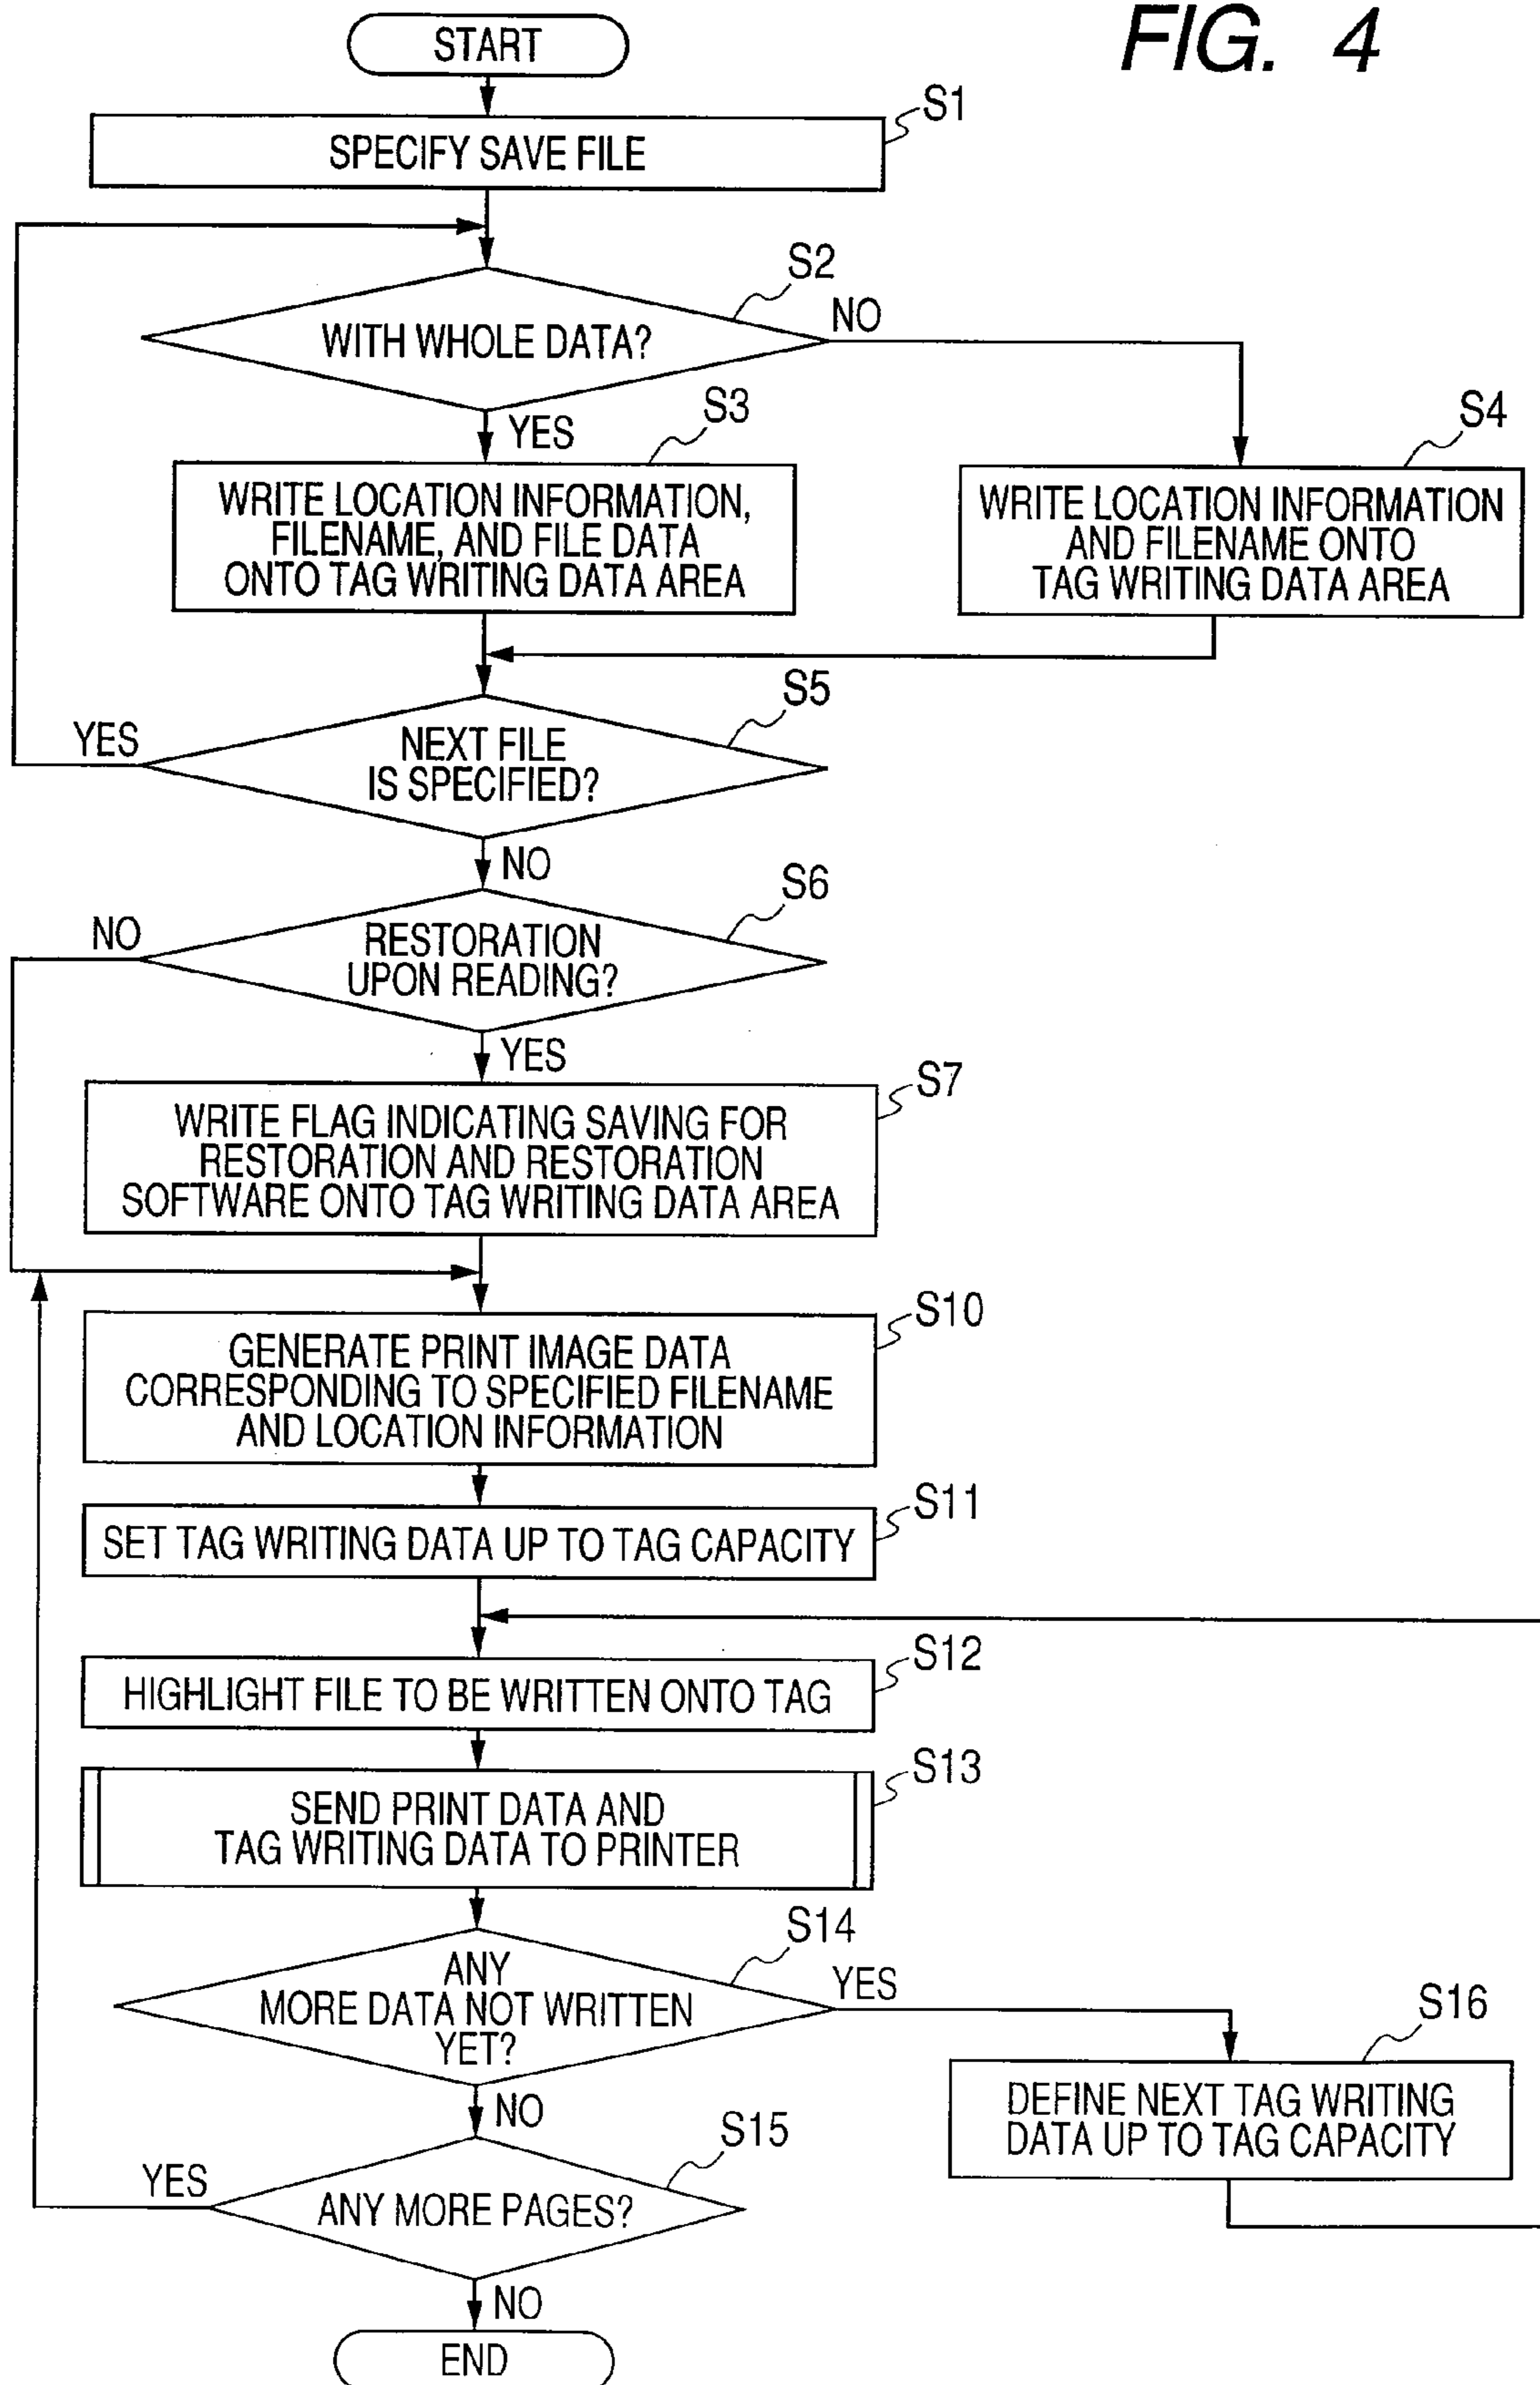 FIG. 4
START
S1
SPECIFY SAVE FILE
S2
WITH WHOLE DATA?
NO
YES
S3
WRITE LOCATION INFORMATION,
FILENAME, AND FILE DATA
ONTO TAG WRITING DATA AREA
S4
WRITE LOCATION INFORMATION
AND FILENAME ONTO
TAG WRITING DATA AREA
S5
YES
NEXT FILE
IS SPECIFIED?
NO
S6
NO
RESTORATION
UPON READING?
YES
S7
WRITE FLAG INDICATING SAVING FOR
RESTORATION AND RESTORATION
SOFTWARE ONTO TAG WRITING DATA AREA
S10
GENERATE PRINT IMAGE DATA
CORRESPONDING TO SPECIFIED FILENAME
AND LOCATION INFORMATION
S11
SET TAG WRITING DATA UP TO TAG CAPACITY
S12
HIGHLIGHT FILE TO BE WRITTEN ONTO TAG
S13
SEND PRINT DATA AND
TAG WRITING DATA TO PRINTER
S14
ANY
MORE DATA NOT WRITTEN
YET?
YES
S16
DEFINE NEXT TAG WRITING
DATA UP TO TAG CAPACITY
NO
S15
YES
ANY MORE PAGES?
NO
END